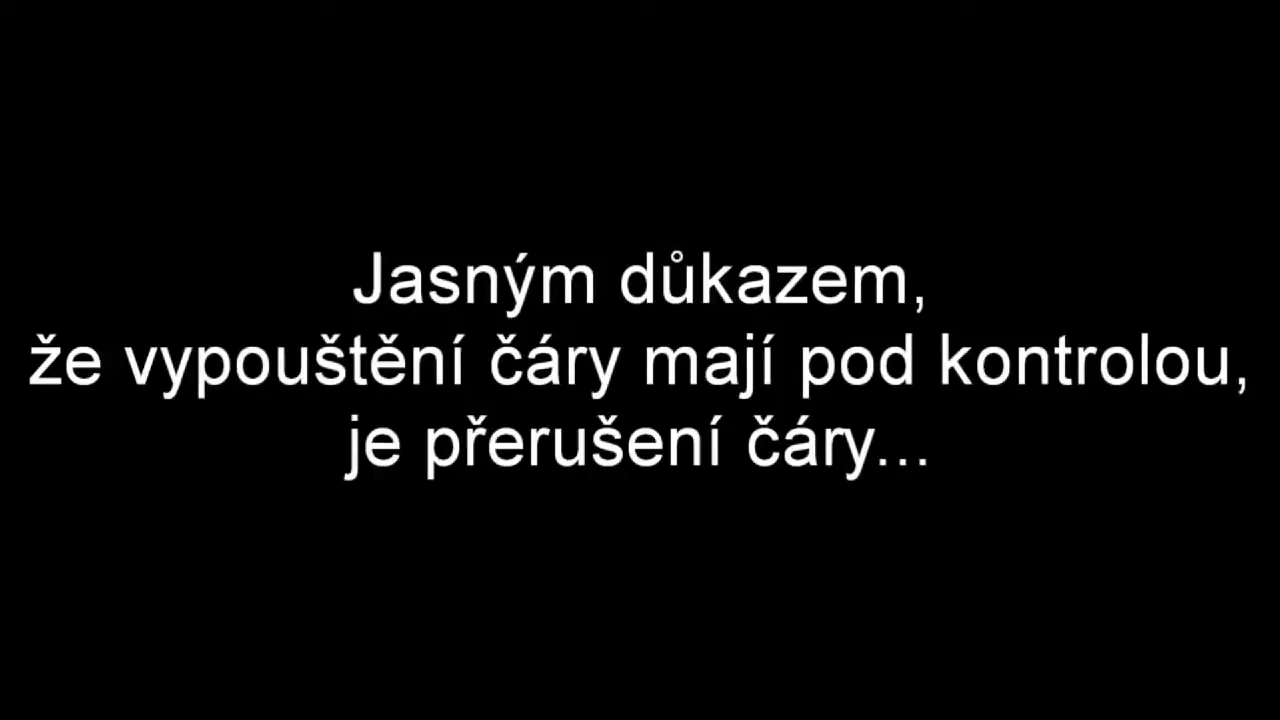 Jasným důkazem,
že vypouštění čáry mají pod kontrolou,
je přerušení čáry...